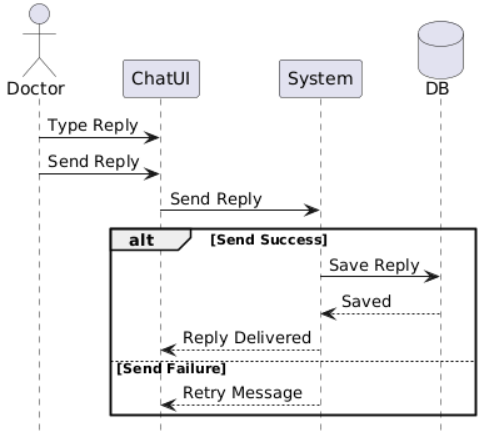 Doctor
ChatUI
System
DB
Type Reply
Send Reply
Send Reply
alt
[Send Success]
Save Reply
Saved
Reply Delivered
[Send Failure]
Retry Message